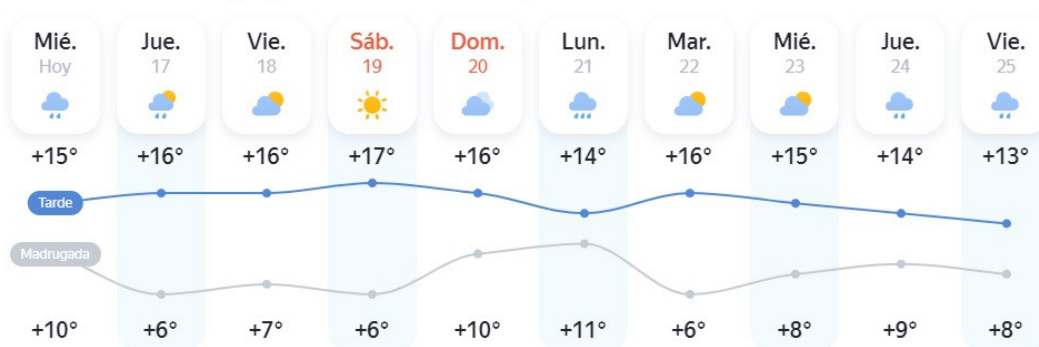 Mié. Jue. Vie. Sáb. Dom. Lun. Mar. Mié. Jue. Vie.
Hoy 17 18 19 20 21 22 23 24 25
+15° +16° +16° +17° +16° +14° +16° +15° +14° +13°
Tarde
Madrugada
+10° +6° +7° +6° +10° +11° +6° +8° +9° +8°